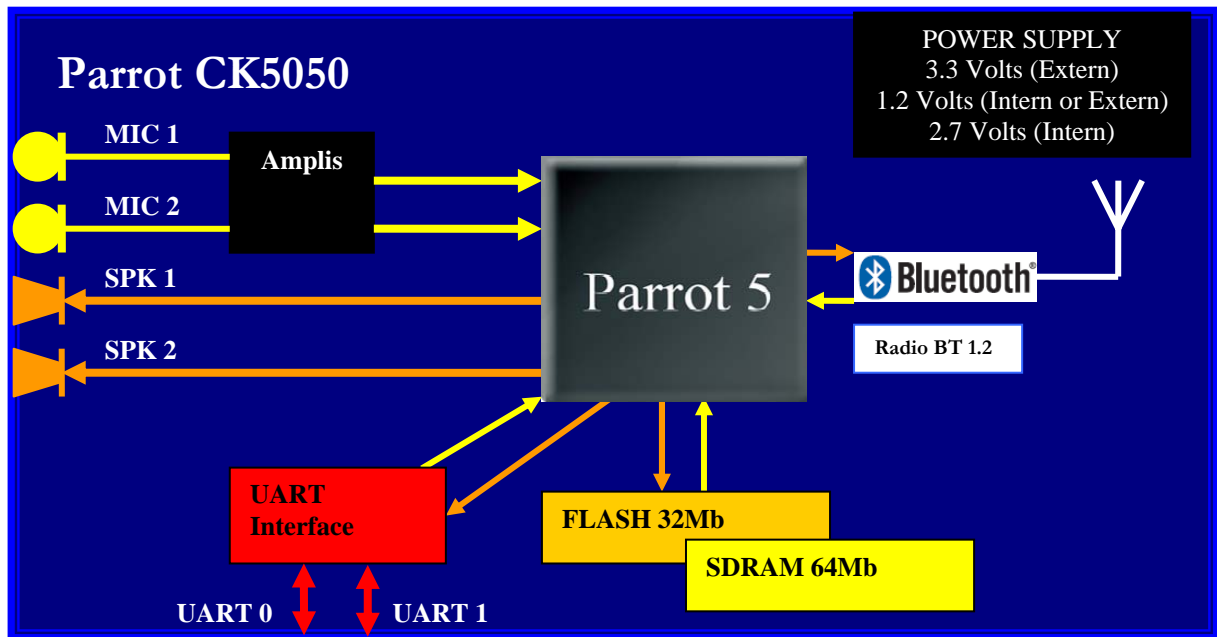 Parrot CK5050
POWER SUPPLY
3.3 Volts (Extern)
1.2 Volts (Intern or Extern)
2.7 Volts (Intern)
MIC 1
Amplis
MIC 2
SPK 1
SPK 2
Parrot 5
Bluetooth®
Radio BT 1.2
UART
Interface
FLASH 32Mb
SDRAM 64Mb
UART 0
UART 1